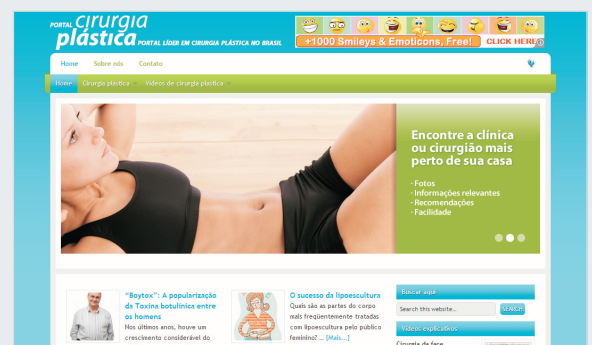 PORTAL CIRURGIA
plástica PORTAL LÍDER EM CIRURGIA PLÁSTICA NO BRASIL
+1000 Smileys & Emoticons, Free! CLICK HERE
Home Sobre nós Contato
Home Cirurgia plástica Vídeos de cirurgia plástica
Encontre a clínica
ou cirurgião mais
perto de sua casa
· Fotos
· Informações relevantes
· Recomendações
· Facilidade
"Boytox": A popularização
da Toxina botulínica entre
os homens
Nos últimos anos, houve um
crescimento considerável do
O sucesso da lipoescultura
Quais são as partes do corpo
mais freqüentemente tratadas
com lipoescultura pelo público
feminino? ... [Mais...]
Buscar aqui
Search this website... SEARCH
Vídeos explicativos
Cirurgia da face